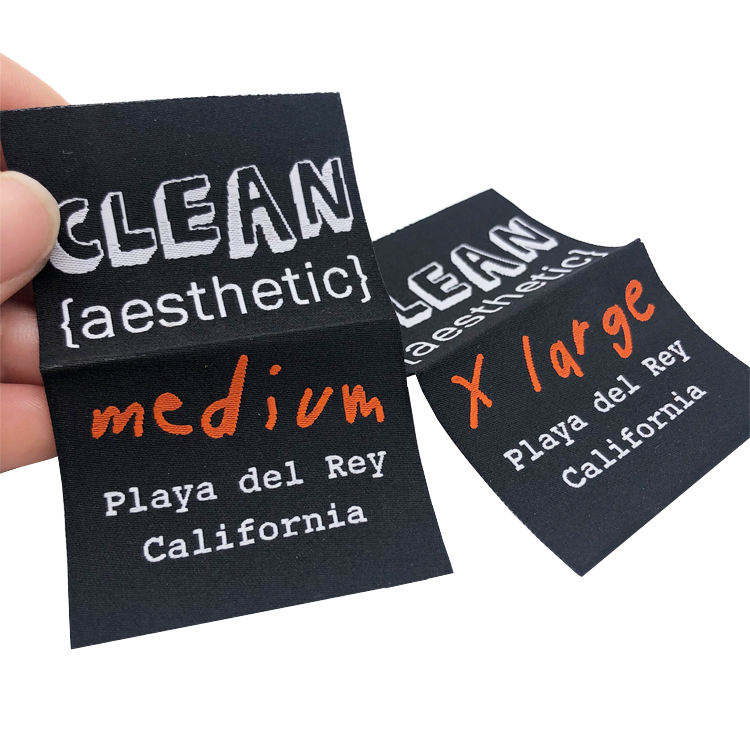 CLEAN
{aesthetic}
medium
Playa del Rey
California
LEAN
{aesthetic}
X large
Playa del Rey
California